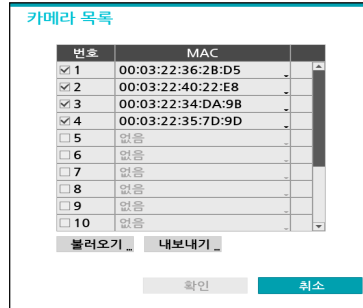 카메라 목록
번호 MAC
1 00:03:22:36:2B:D5
2 00:03:22:40:22:E8
3 00:03:22:34:DA:9B
4 00:03:22:35:7D:9D
5 없음
6 없음
7 없음
8 없음
9 없음
10 없음
불러오기 ... 내보내기 ...
확인 취소